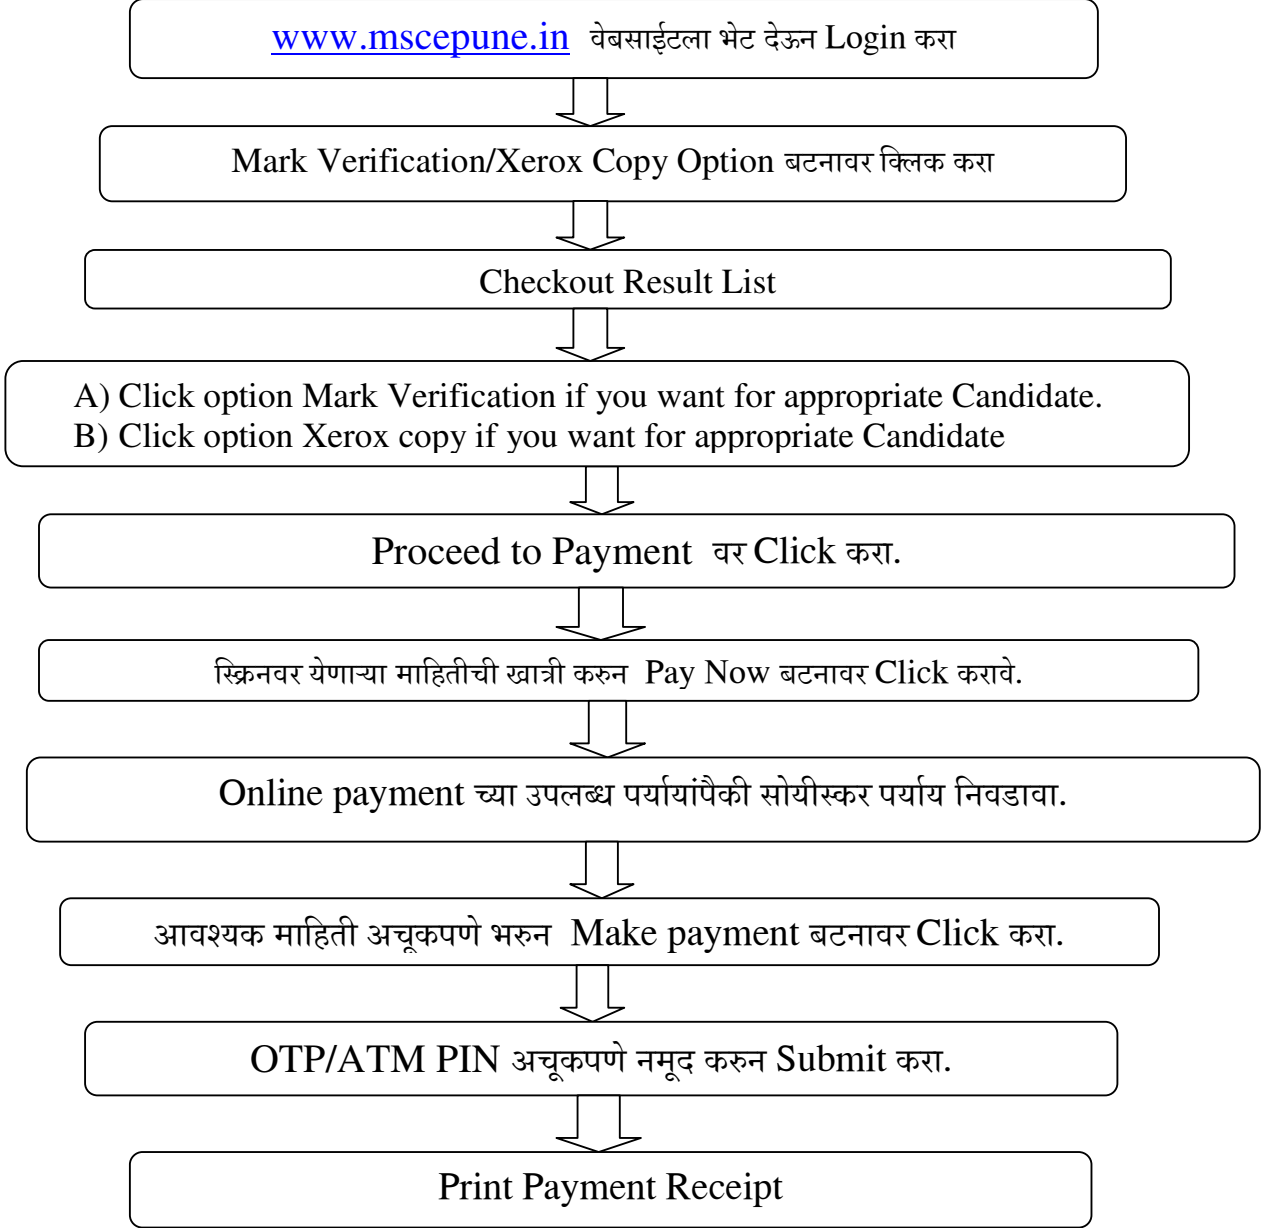 www.mscepune.in वेबसाईटला भेट देऊन Login करा
Mark Verification/Xerox Copy Option बटनावर क्लिक करा
Checkout Result List
A) Click option Mark Verification if you want for appropriate Candidate.
B) Click option Xerox copy if you want for appropriate Candidate
Proceed to Payment वर Click करा.
स्क्रिनवर येणाऱ्या माहितीची खात्री करुन Pay Now बटनावर Click करावे.
Online payment च्या उपलब्ध पर्यायांपैकी सोयीस्कर पर्याय निवडावा.
आवश्यक माहिती अचूकपणे भरुन Make payment बटनावर Click करा.
OTP/ATM PIN अचूकपणे नमूद करुन Submit करा.
Print Payment Receipt